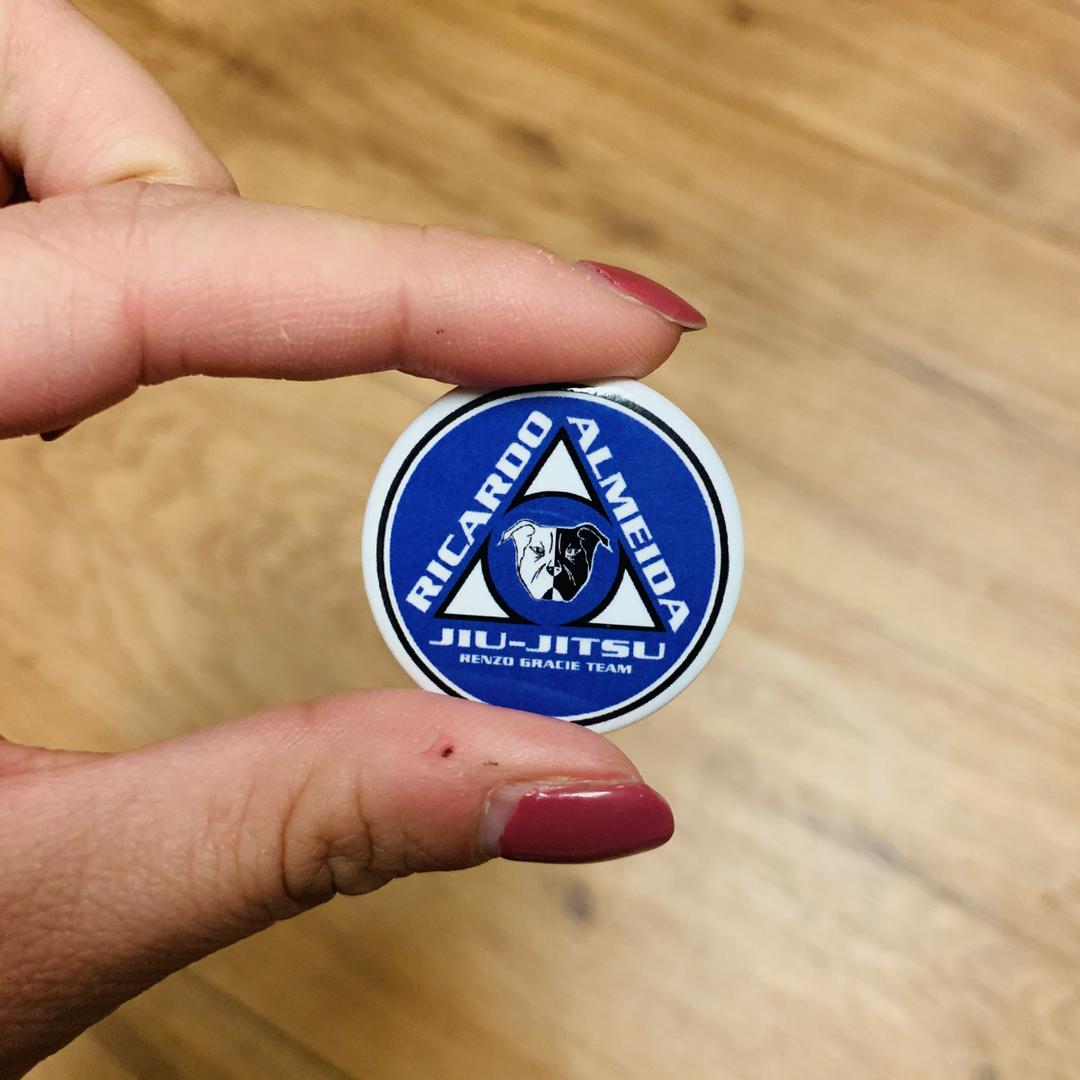 RICARDO
ALMEIDA
JIU-JITSU
RENZO GRACIE TEAM